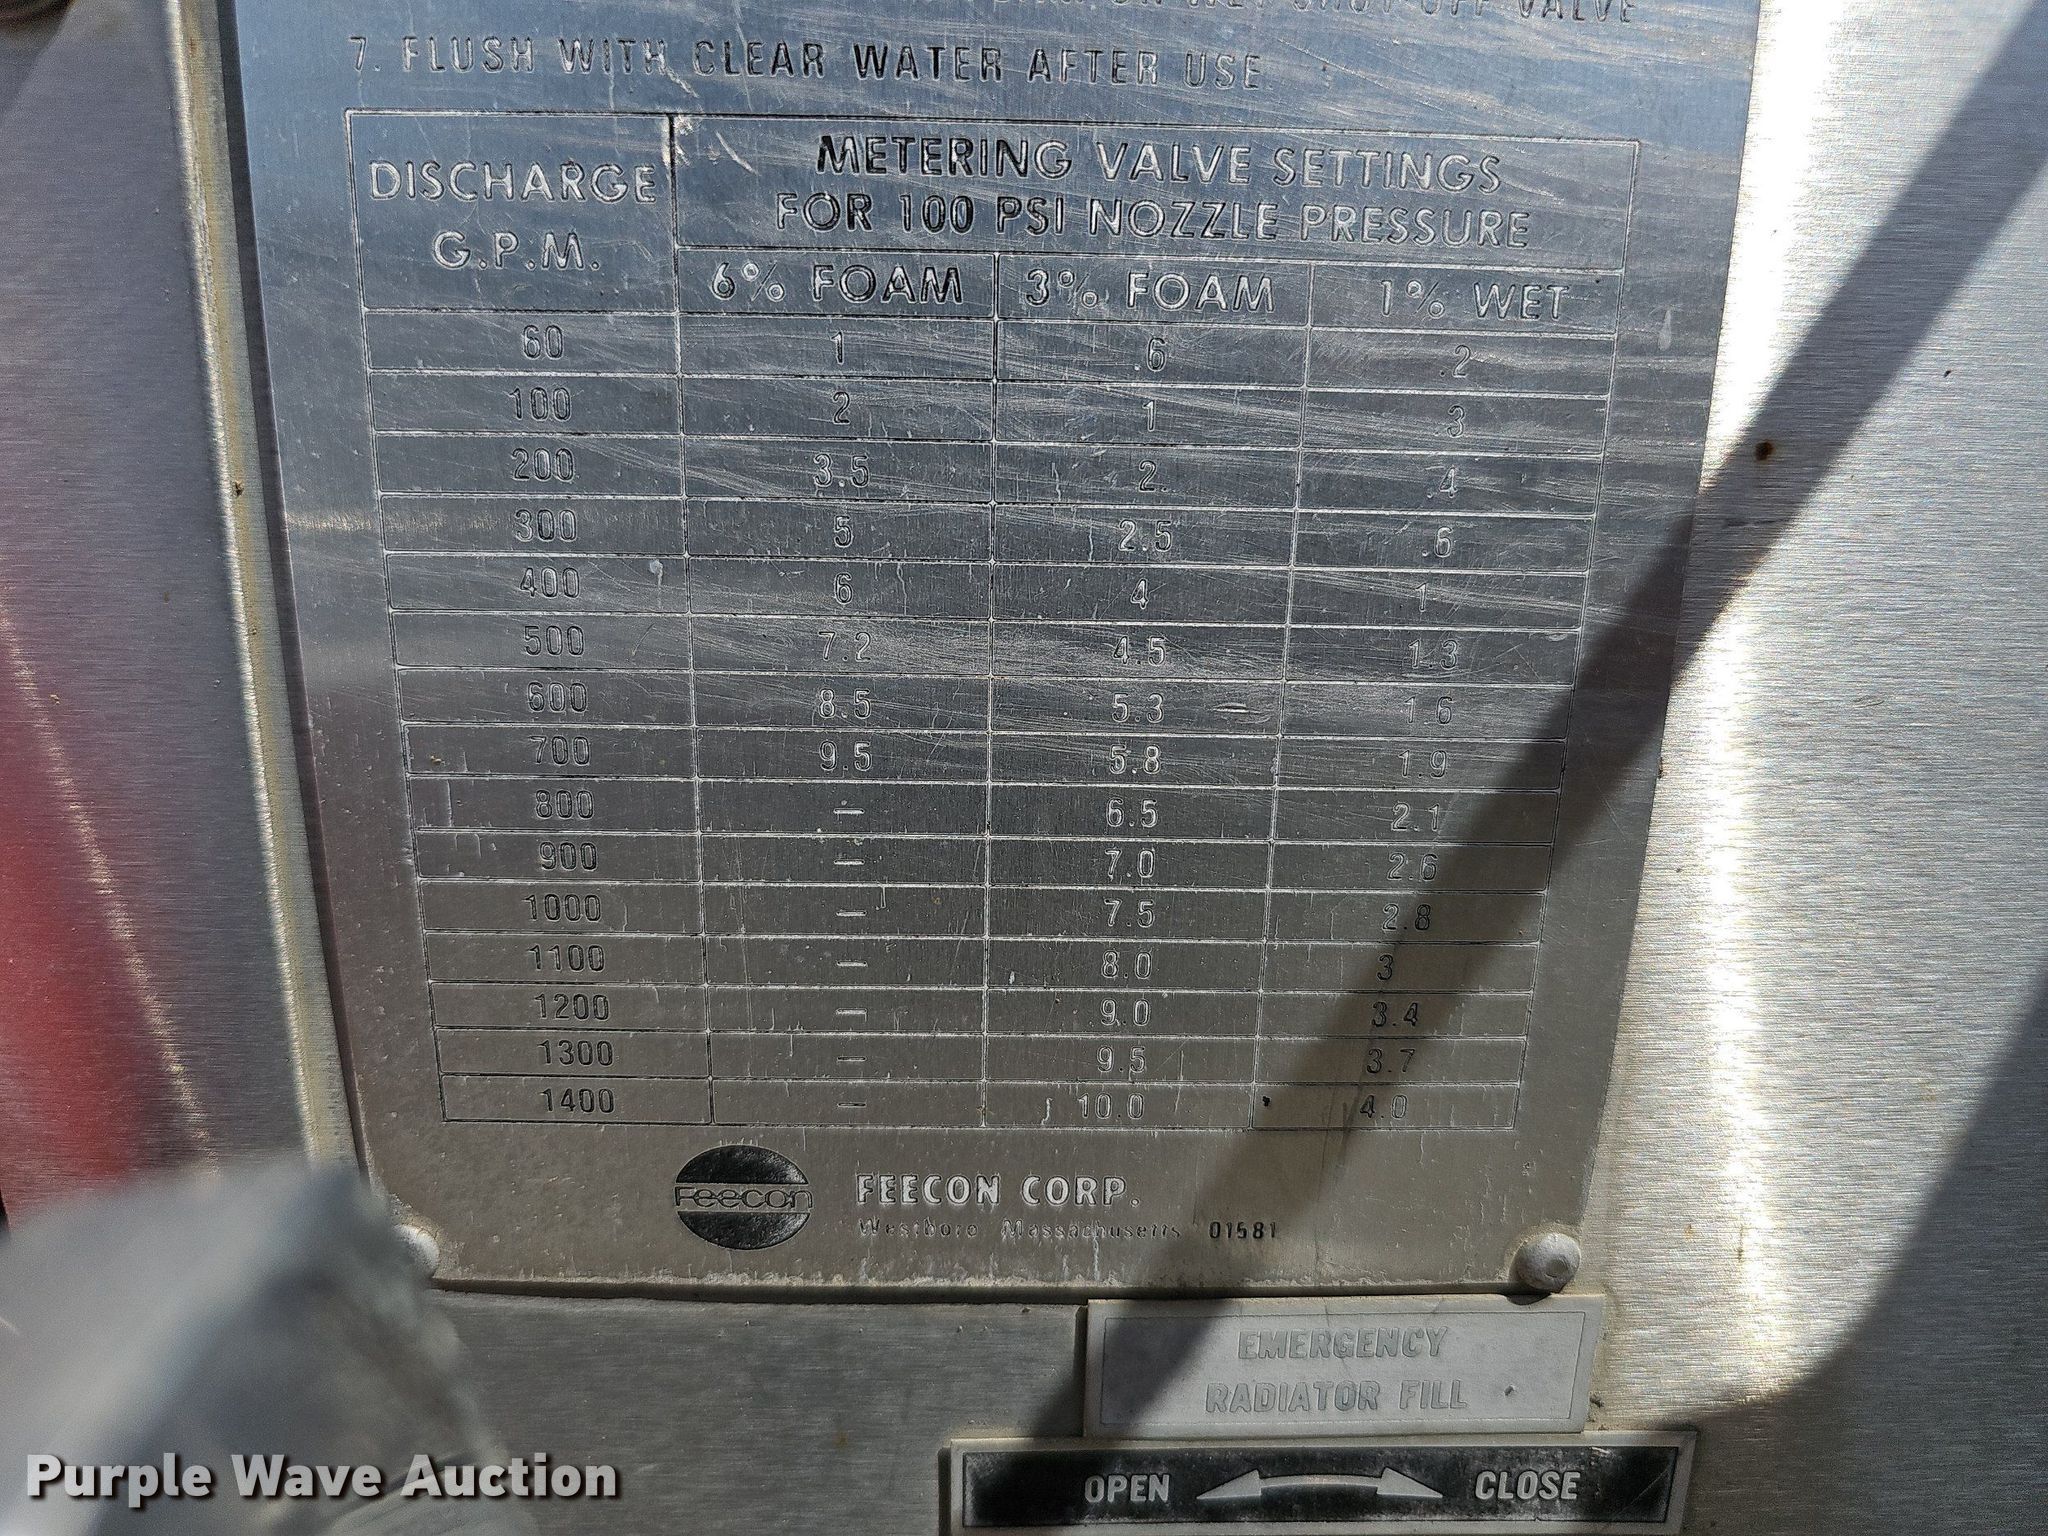 WET SHUT-OFF VALVE
7. FLUSH WITH CLEAR WATER AFTER USE.
DISCHARGE G.P.M.
METERING VALVE SETTINGS
FOR 100 PSI NOZZLE PRESSURE
6% FOAM 3% FOAM 1% WET
60 1 .6 .2
100 2 1 .3
200 3.5 2. .4
300 5 2.5 .6
400 6 4 1
500 7.2 4.5 1.3
600 8.5 5.3 1.6
700 9.5 5.8 1.9
800 – 6.5 2.1
900 – 7.0 2.6
1000 – 7.5 2.8
1100 – 8.0 3
1200 – 9.0 3.4
1300 – 9.5 3.7
1400 – 10.0 4.0
Feecon
FEECON CORP.
Westboro Massachusetts 01581
EMERGENCY
RADIATOR FILL
OPEN CLOSE
Purple Wave Auction